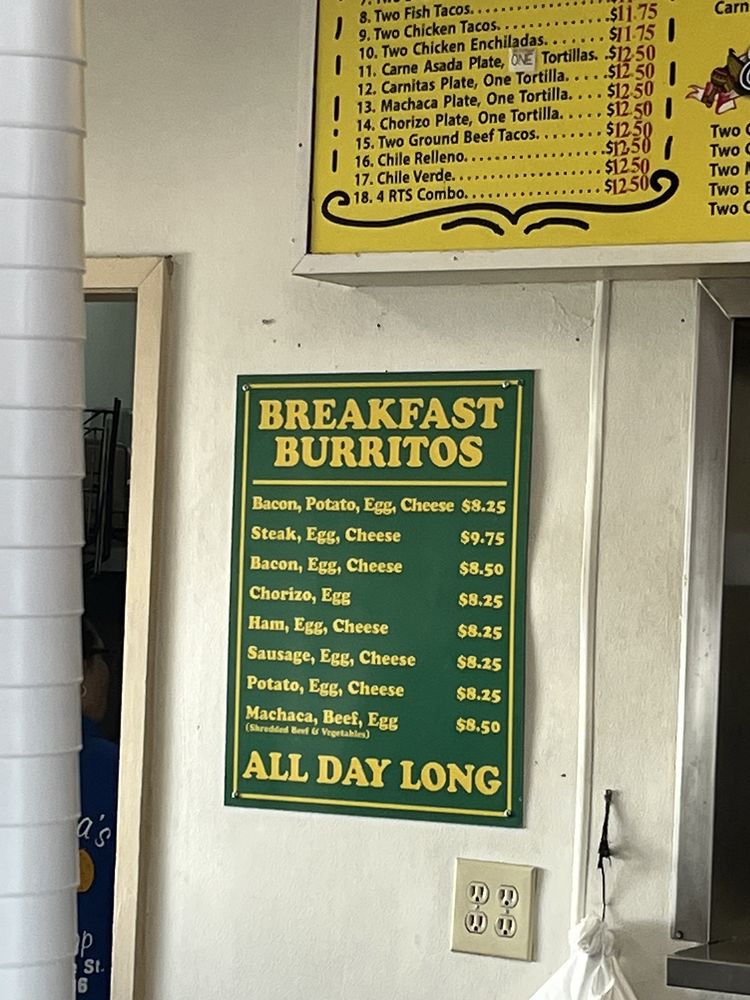 8. Two Fish Tacos. $11.75
9. Two Chicken Tacos. $11.75
10. Two Chicken Enchiladas. $12.50
11. Carne Asada Plate, ONE Tortillas. $12.50
12. Carnitas Plate, One Tortilla. $12.50
13. Machaca Plate, One Tortilla. $12.50
14. Chorizo Plate, One Tortilla. $12.50
15. Two Ground Beef Tacos. $12.50
16. Chile Relleno. $12.50
17. Chile Verde. $12.50
18. 4 RTS Combo. $12.50
Carn
Two
Two
Two
Two
Two
BREAKFAST
BURRITOS
Bacon, Potato, Egg, Cheese $8.25
Steak, Egg, Cheese $9.75
Bacon, Egg, Cheese $8.50
Chorizo, Egg $8.25
Ham, Egg, Cheese $8.25
Sausage, Egg, Cheese $8.25
Potato, Egg, Cheese $8.25
Machaca, Beef, Egg $8.50
(Shredded Beef & Vegetables)
ALL DAY LONG
a's
op
St.
6